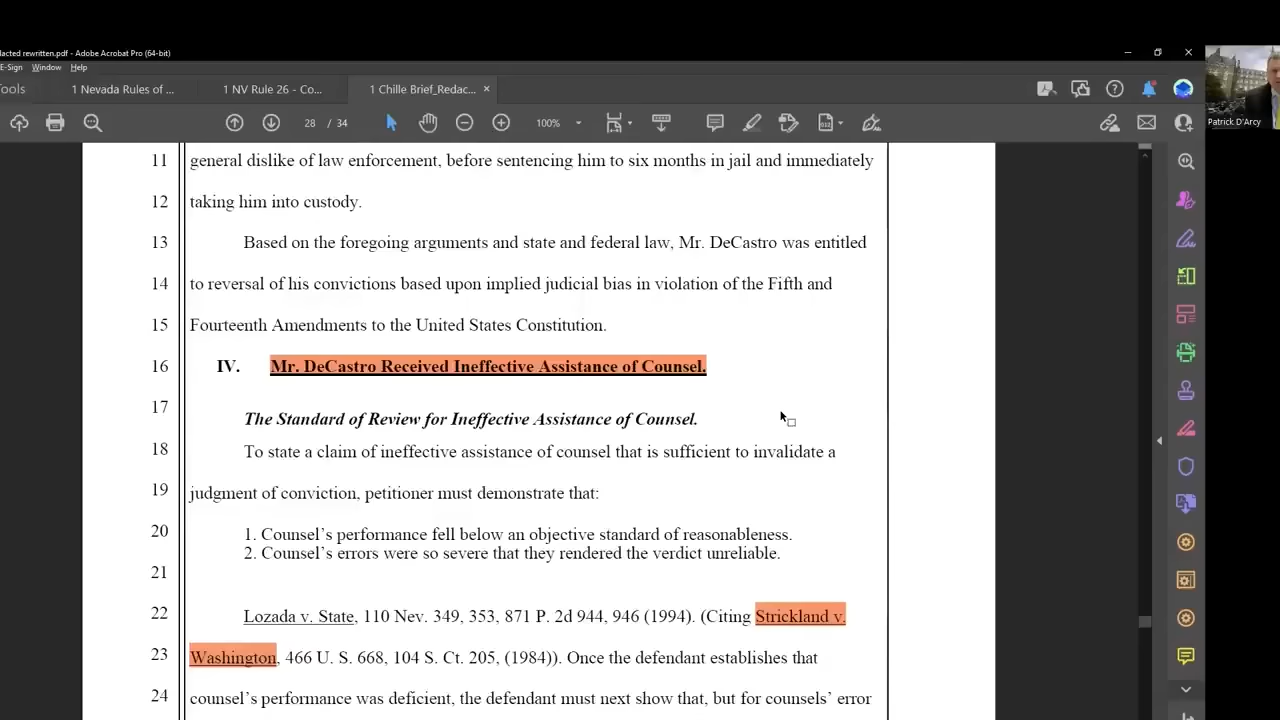 lacted rewritten.pdf - Adobe Acrobat Pro (64-bit)
E-Sign Window Help
Tools 1 Nevada Rules of ... 1 NV Rule 26 - Co... 1 Chille Brief_Redac... ×
28 / 34 100%
Patrick D'Arcy
11 general dislike of law enforcement, before sentencing him to six months in jail and immediately
12 taking him into custody.
13 Based on the foregoing arguments and state and federal law, Mr. DeCastro was entitled
14 to reversal of his convictions based upon implied judicial bias in violation of the Fifth and
15 Fourteenth Amendments to the United States Constitution.
16 IV. Mr. DeCastro Received Ineffective Assistance of Counsel.
17 The Standard of Review for Ineffective Assistance of Counsel.
18 To state a claim of ineffective assistance of counsel that is sufficient to invalidate a
19 judgment of conviction, petitioner must demonstrate that:
20 1. Counsel's performance fell below an objective standard of reasonableness.
2. Counsel's errors were so severe that they rendered the verdict unreliable.
21
22 Lozada v. State, 110 Nev. 349, 353, 871 P. 2d 944, 946 (1994). (Citing Strickland v.
23 Washington, 466 U. S. 668, 104 S. Ct. 205, (1984)). Once the defendant establishes that
24 counsel's performance was deficient, the defendant must next show that, but for counsels' error